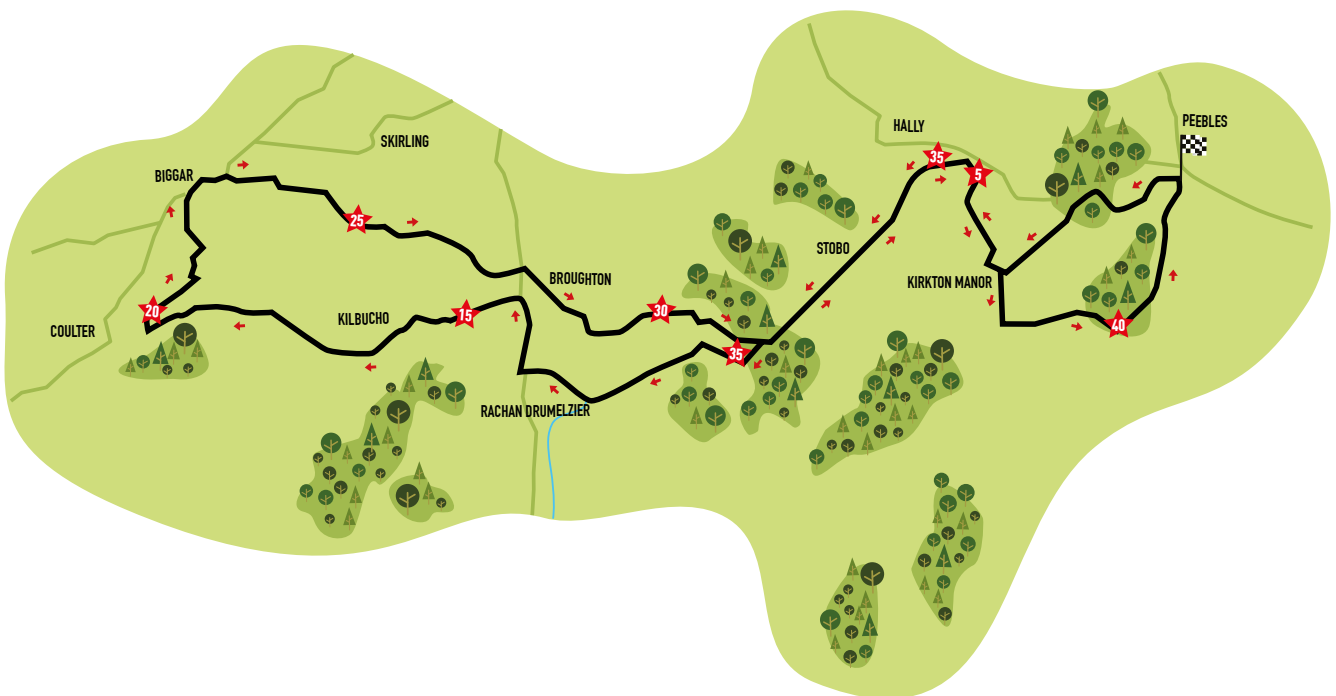 PEEBLES
HALLY
35
SKIRLING
5
BIGGAR
25
STOBO
BROUGHTON
KIRKTON MANOR
20
30
15
KILBUCHO
COULTER
40
35
RACHAN DRUMELZIER